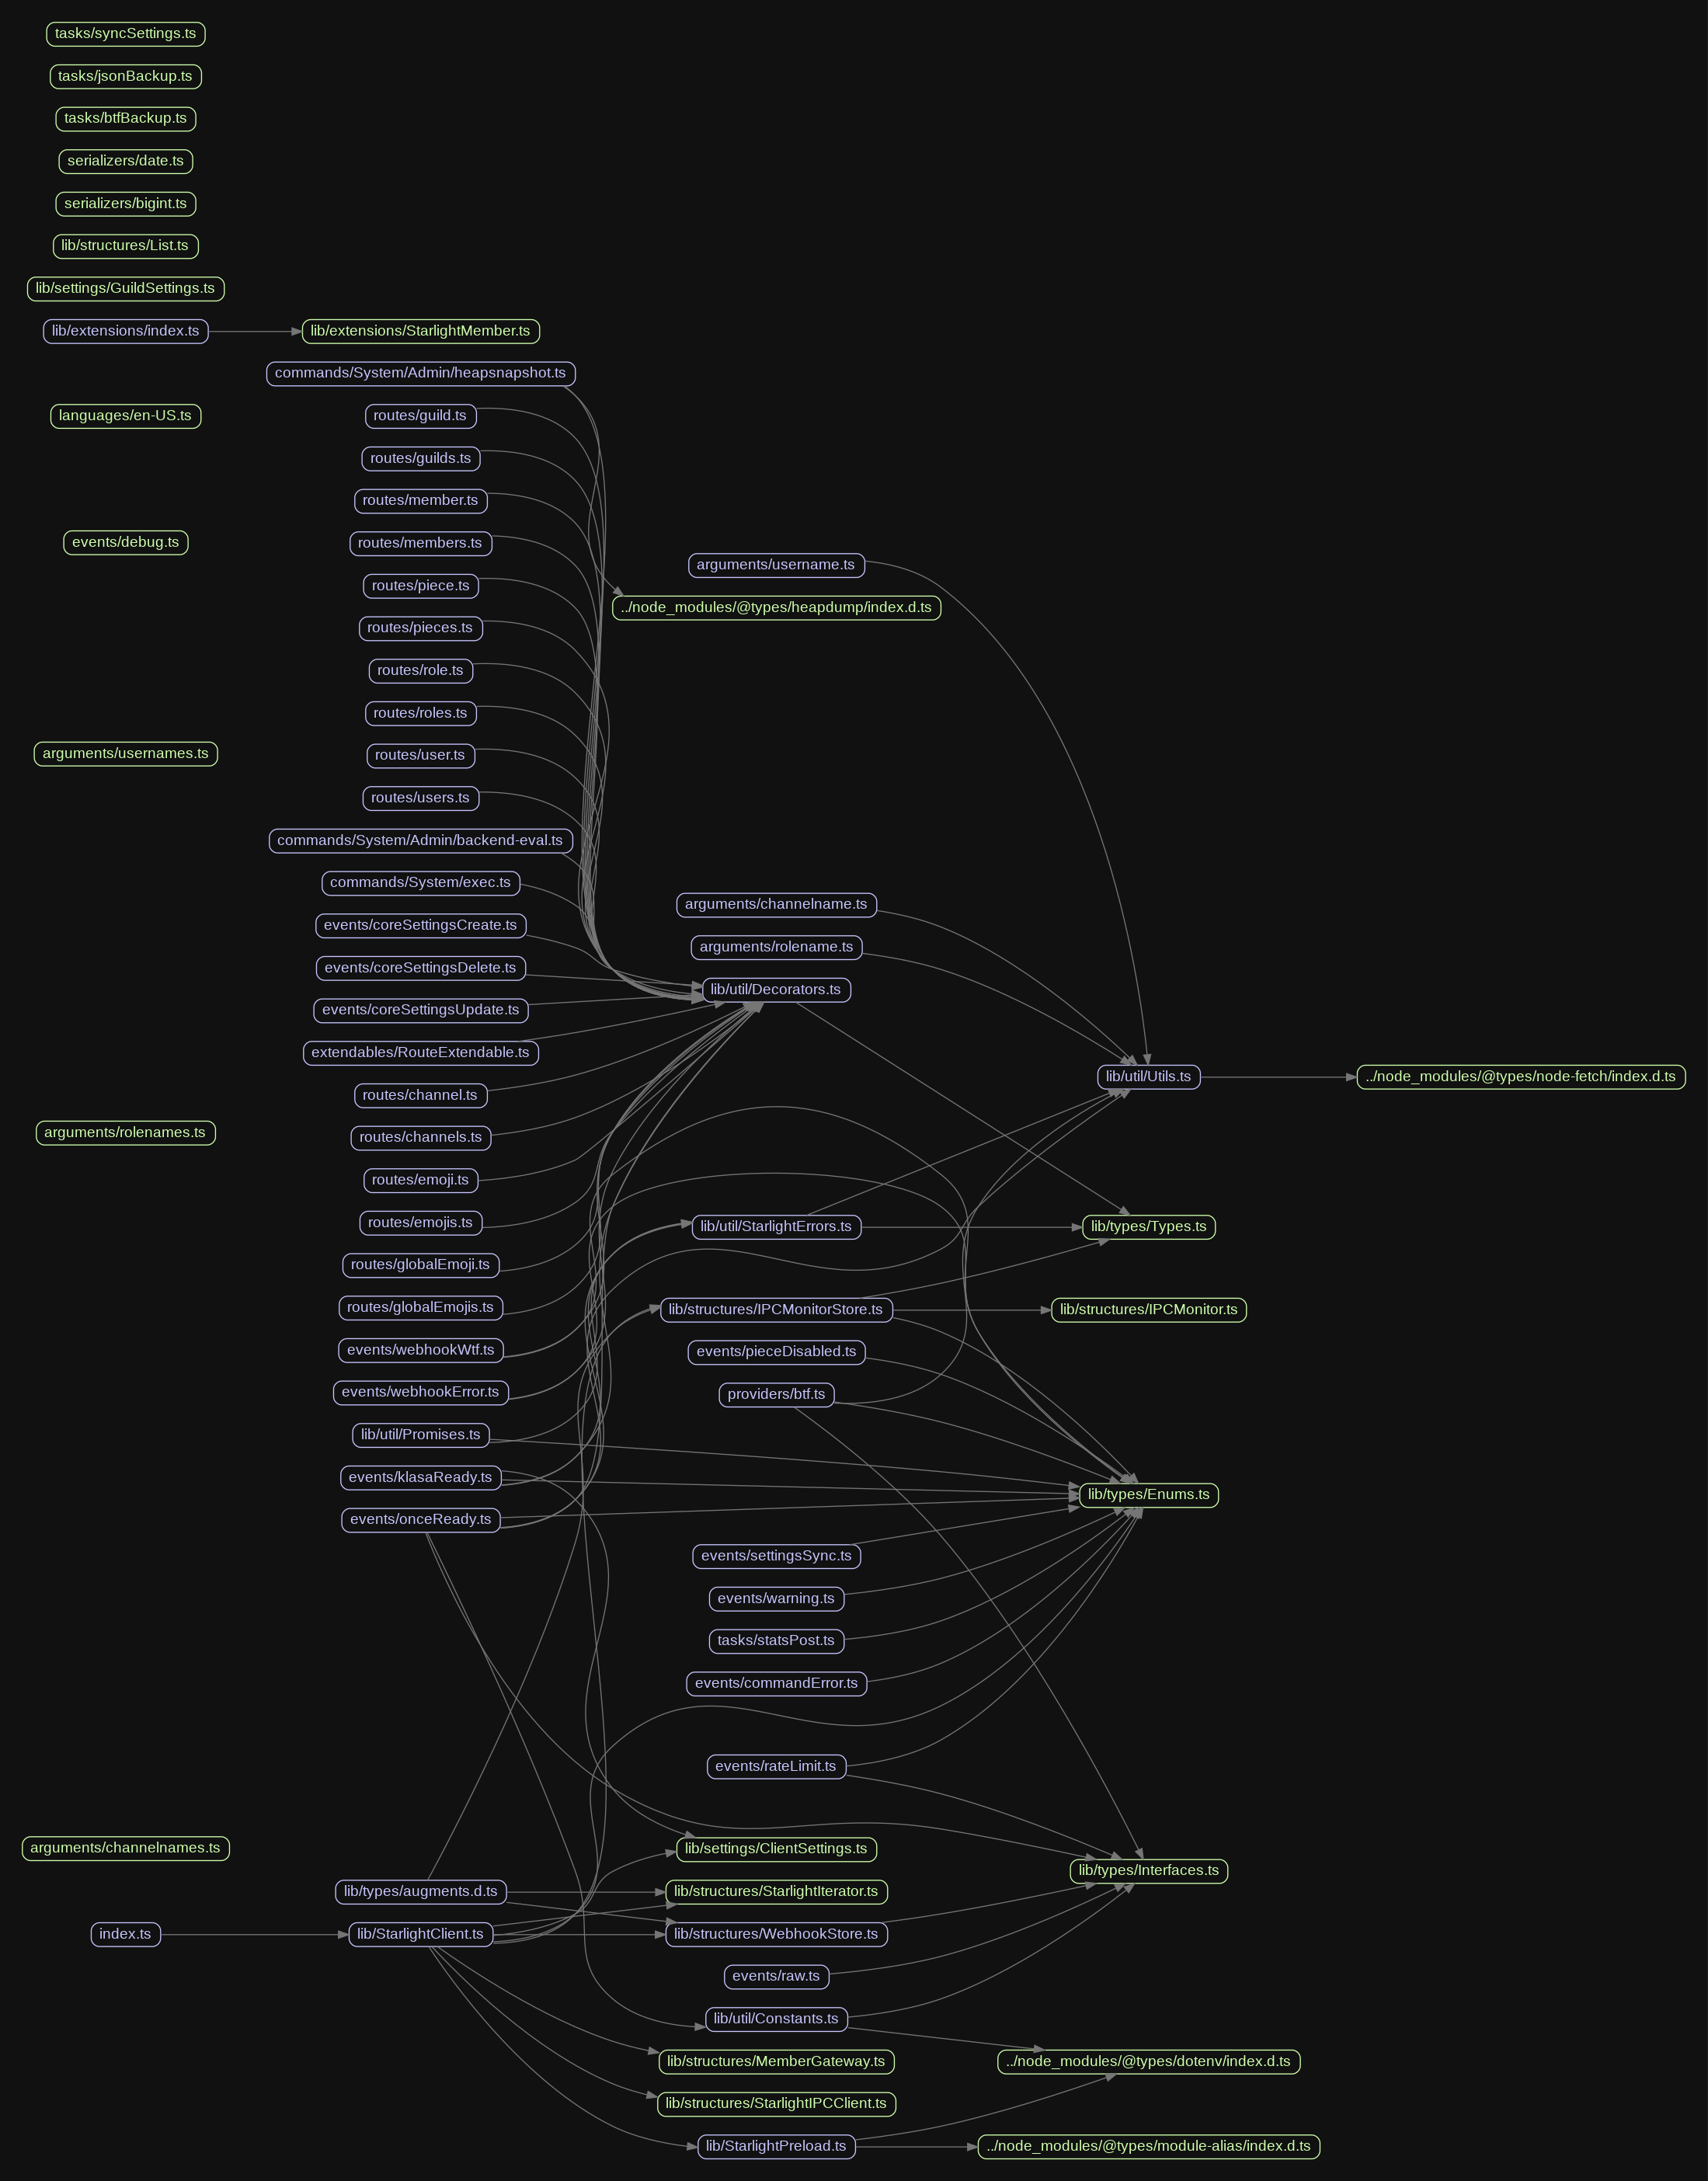 tasks/syncSettings.ts
tasks/jsonBackup.ts
tasks/btfBackup.ts
serializers/date.ts
serializers/bigint.ts
lib/structures/List.ts
lib/settings/GuildSettings.ts
lib/extensions/index.ts
lib/extensions/StarlightMember.ts
commands/System/Admin/heapsnapshot.ts
languages/en-US.ts
routes/guild.ts
routes/guilds.ts
routes/member.ts
events/debug.ts
routes/members.ts
arguments/username.ts
routes/piece.ts
../node_modules/@types/heapdump/index.d.ts
routes/pieces.ts
routes/role.ts
routes/roles.ts
arguments/usernames.ts
routes/user.ts
routes/users.ts
commands/System/Admin/backend-eval.ts
commands/System/exec.ts
arguments/channelname.ts
events/coreSettingsCreate.ts
arguments/rolename.ts
events/coreSettingsDelete.ts
lib/util/Decorators.ts
events/coreSettingsUpdate.ts
extendables/RouteExtendable.ts
lib/util/Utils.ts
../node_modules/@types/node-fetch/index.d.ts
routes/channel.ts
arguments/rolenames.ts
routes/channels.ts
routes/emoji.ts
routes/emojis.ts
lib/util/StarlightErrors.ts
lib/types/Types.ts
routes/globalEmoji.ts
routes/globalEmojis.ts
lib/structures/IPCMonitorStore.ts
lib/structures/IPCMonitor.ts
events/webhookWtf.ts
events/pieceDisabled.ts
events/webhookError.ts
providers/btf.ts
lib/util/Promises.ts
events/klasaReady.ts
lib/types/Enums.ts
events/onceReady.ts
events/settingsSync.ts
events/warning.ts
tasks/statsPost.ts
events/commandError.ts
events/rateLimit.ts
arguments/channelnames.ts
lib/settings/ClientSettings.ts
lib/types/Interfaces.ts
lib/types/augments.d.ts
lib/structures/StarlightIterator.ts
index.ts
lib/StarlightClient.ts
lib/structures/WebhookStore.ts
events/raw.ts
lib/util/Constants.ts
lib/structures/MemberGateway.ts
../node_modules/@types/dotenv/index.d.ts
lib/structures/StarlightIPCClient.ts
lib/StarlightPreload.ts
../node_modules/@types/module-alias/index.d.ts